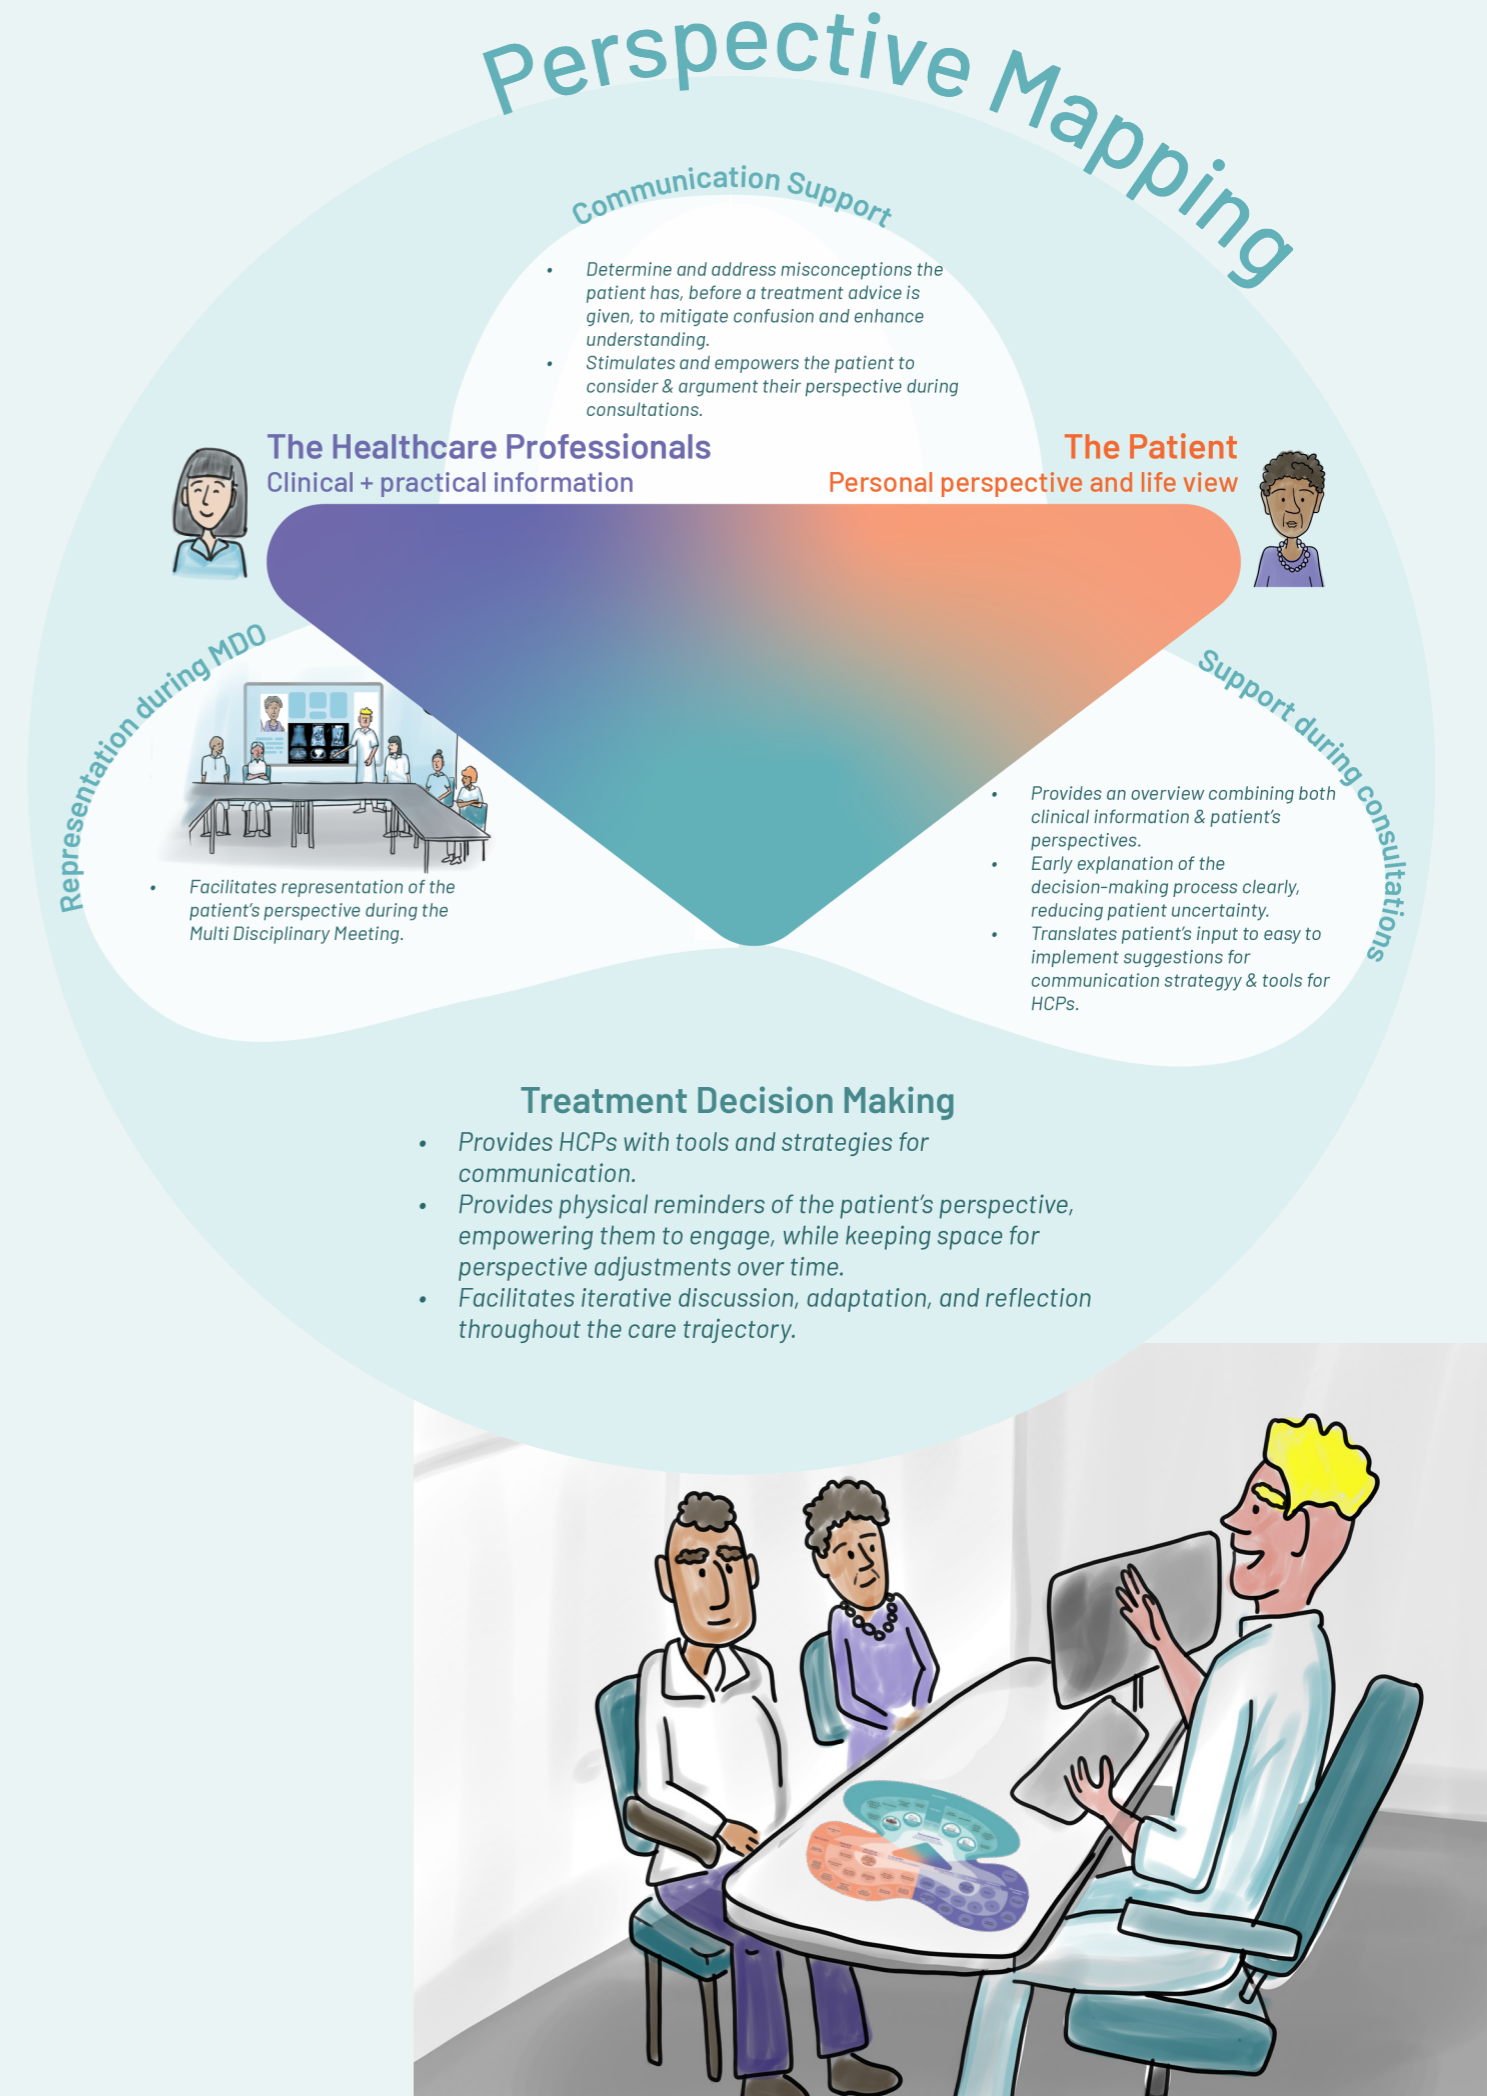 Perspective Mapping
Communication Support
• Determine and address misconceptions the
patient has, before a treatment advice is
given, to mitigate confusion and enhance
understanding.
• Stimulates and empowers the patient to
consider & argument their perspective during
consultations.
The Healthcare Professionals
Clinical + practical information
The Patient
Personal perspective and life view
Representation during MDO
• Facilitates representation of the
patient's perspective during the
Multi Disciplinary Meeting.
Support during consultations
• Provides an overview combining both
clinical information & patient's
perspectives.
• Early explanation of the
decision-making process clearly,
reducing patient uncertainty.
• Translates patient's input to easy to
implement suggestions for
communication strategyy & tools for
HCPs.
Treatment Decision Making
• Provides HCPs with tools and strategies for
communication.
• Provides physical reminders of the patient's perspective,
empowering them to engage, while keeping space for
perspective adjustments over time.
• Facilitates iterative discussion, adaptation, and reflection
throughout the care trajectory.